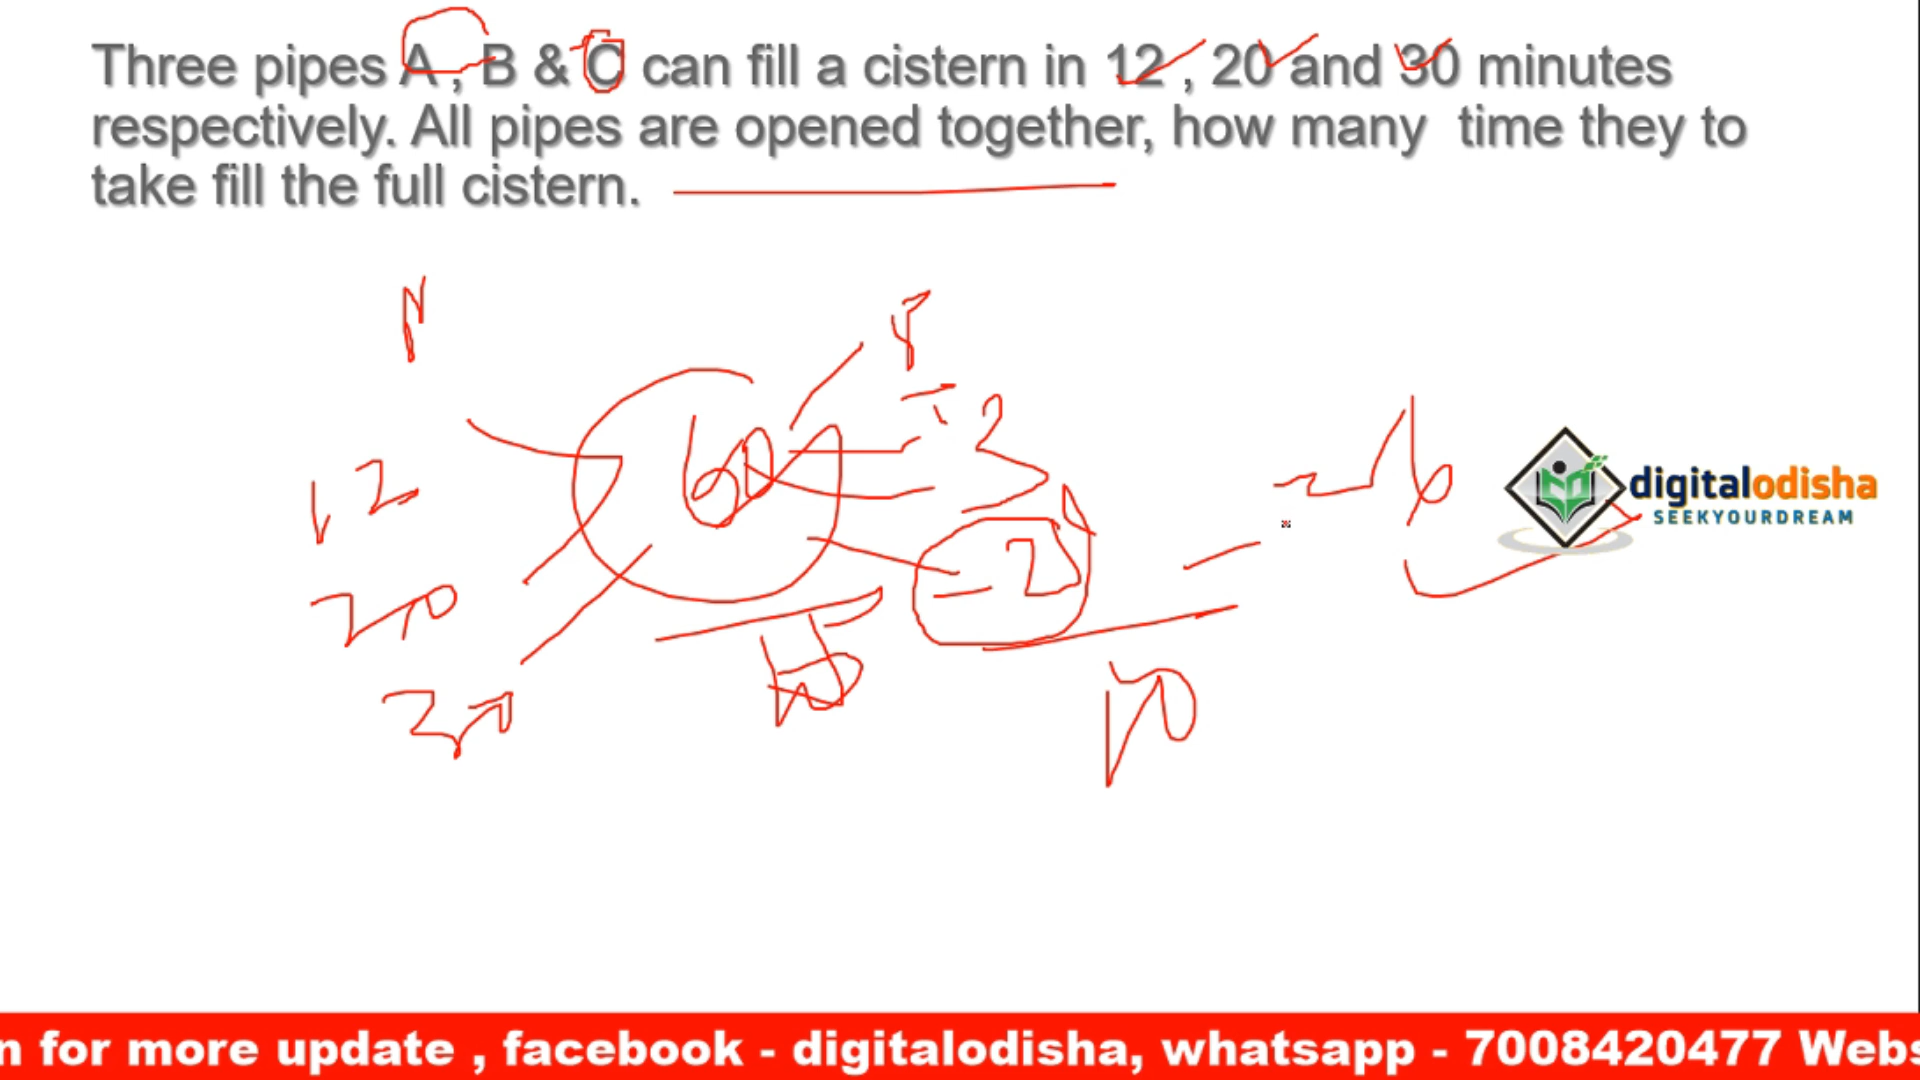 Three pipes A , B & C can fill a cistern in 12 , 20 and 30 minutes
respectively. All pipes are opened together, how many time they to
take fill the full cistern.
12
20
30
60
5
3
2
10
6
digitalodisha
SEEKYOURDREAM
n for more update , facebook - digitalodisha, whatsapp - 7008420477 Webs